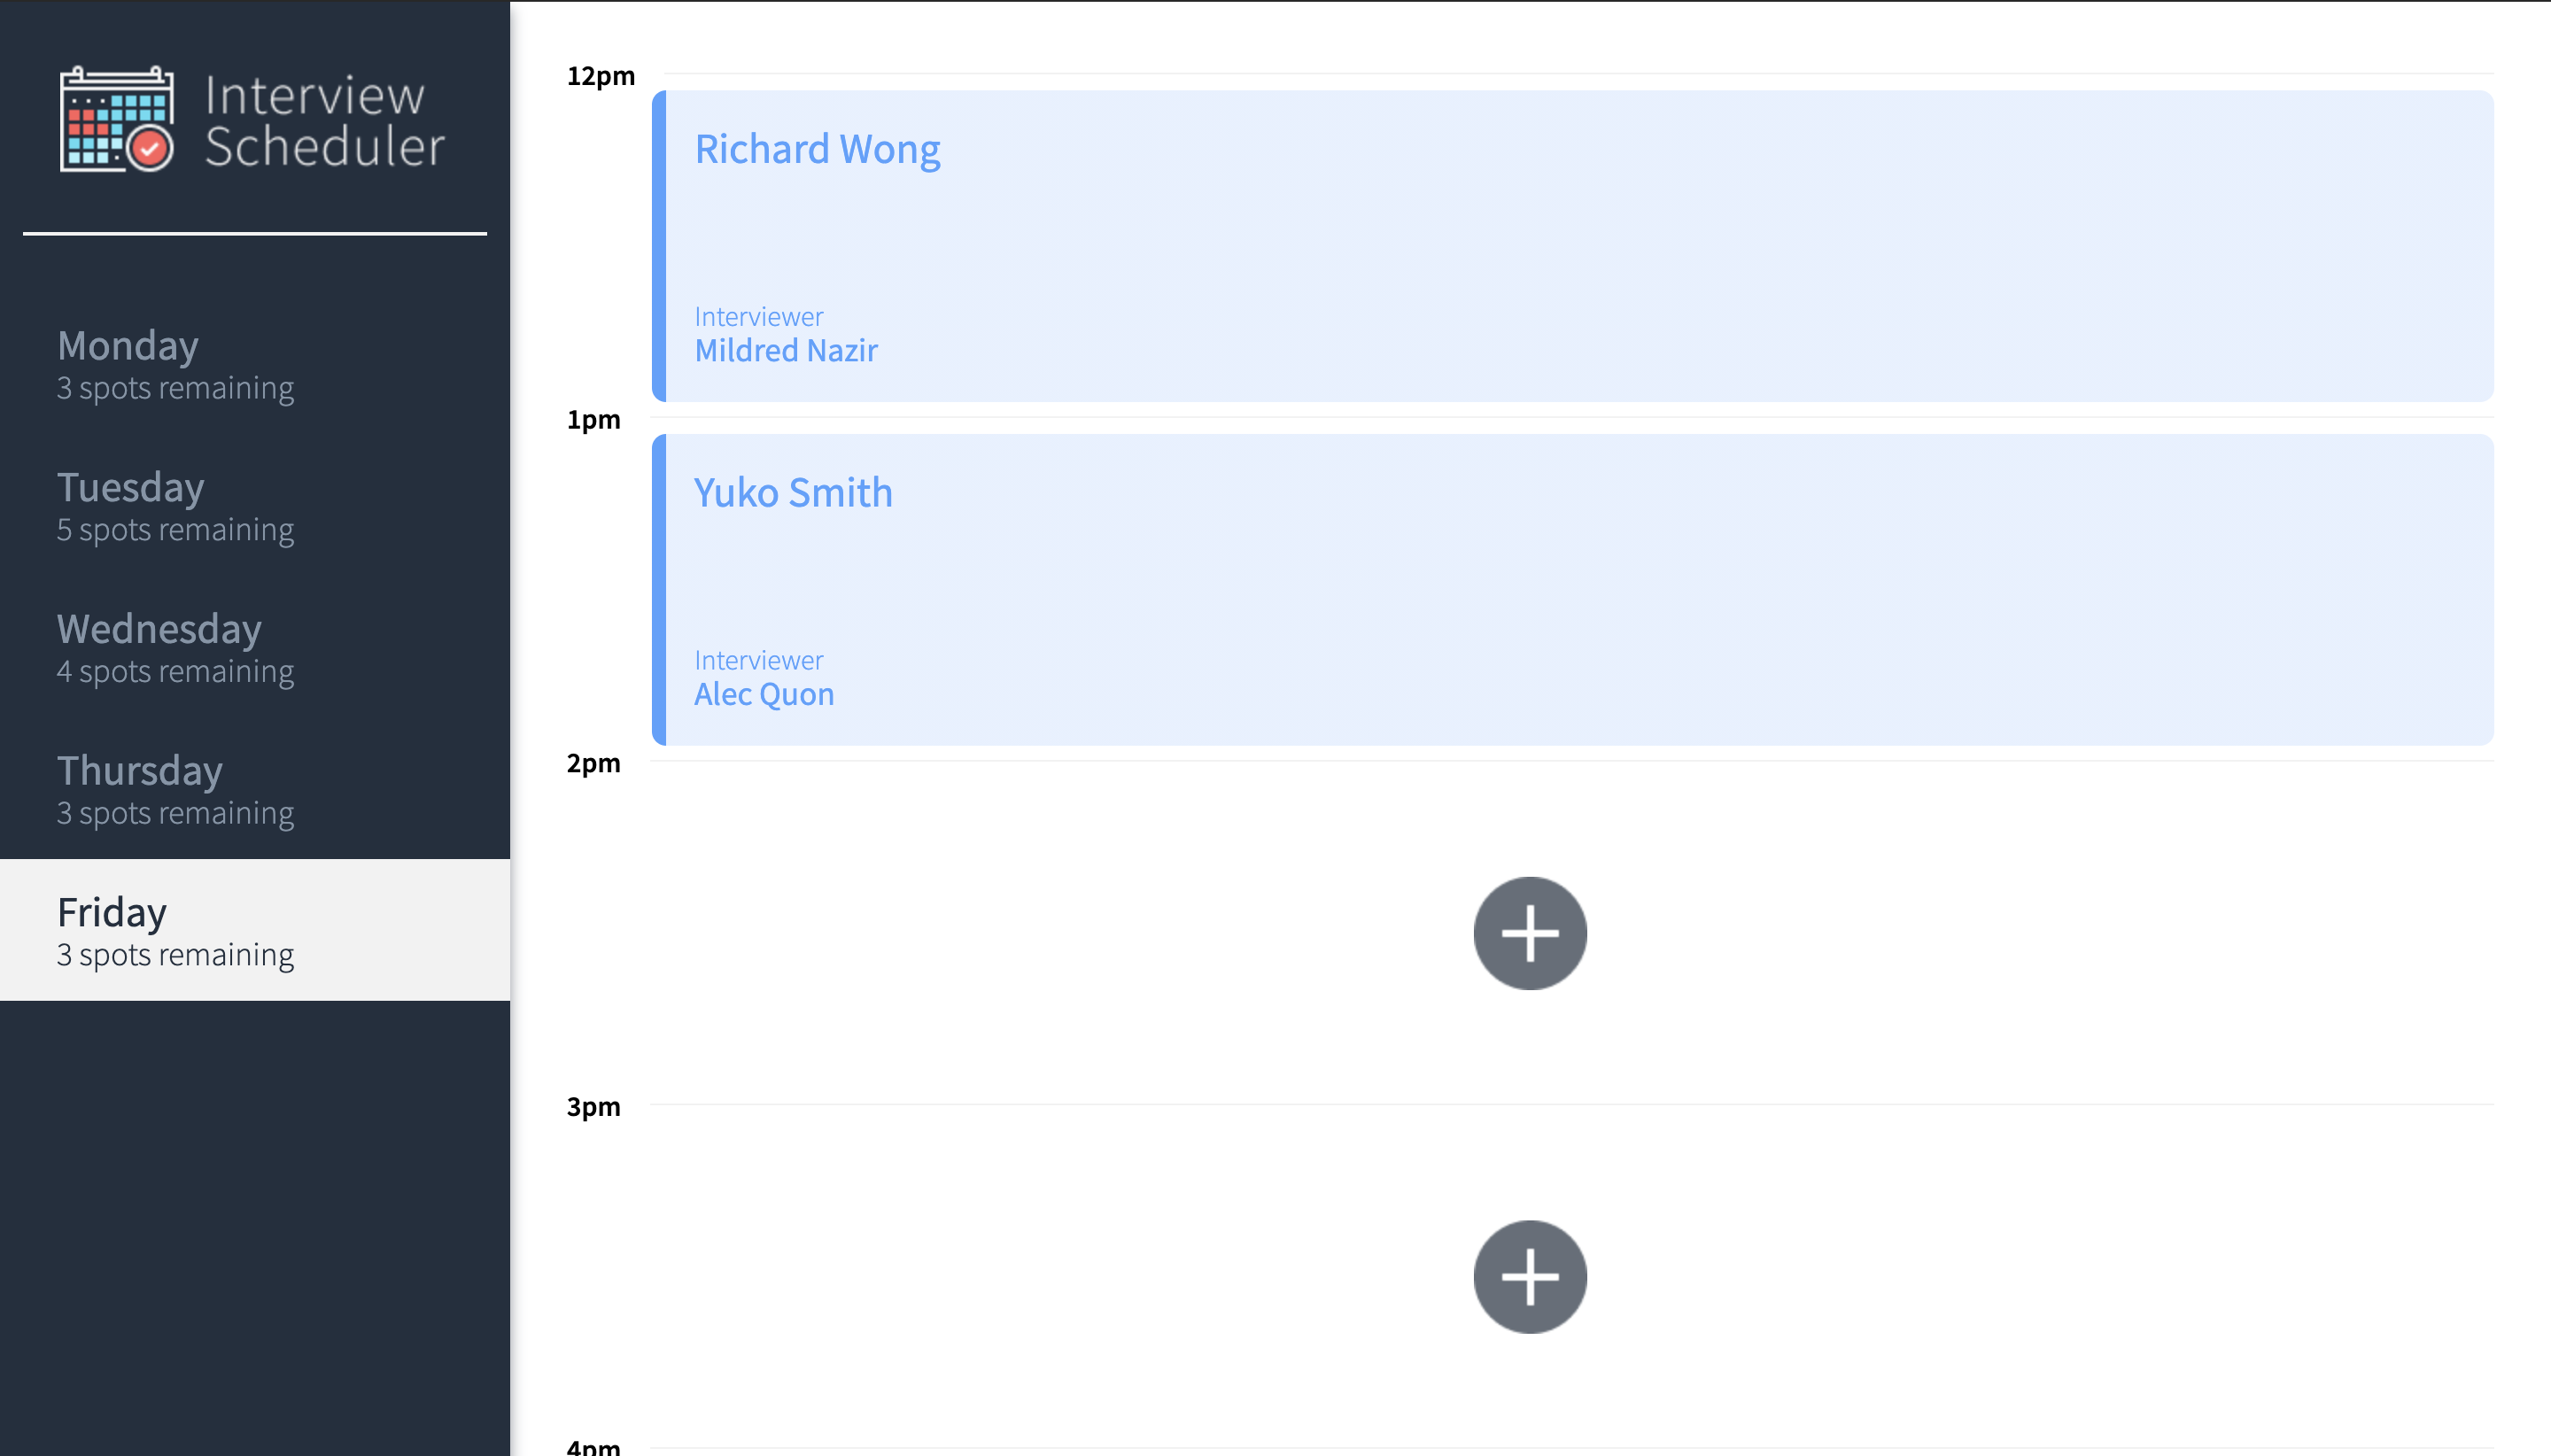 Interview
Scheduler
Monday
3 spots remaining
Tuesday
5 spots remaining
Wednesday
4 spots remaining
Thursday
3 spots remaining
Friday
3 spots remaining
12pm
Richard Wong
Interviewer
Mildred Nazir
1pm
Yuko Smith
Interviewer
Alec Quon
2pm
3pm
4pm